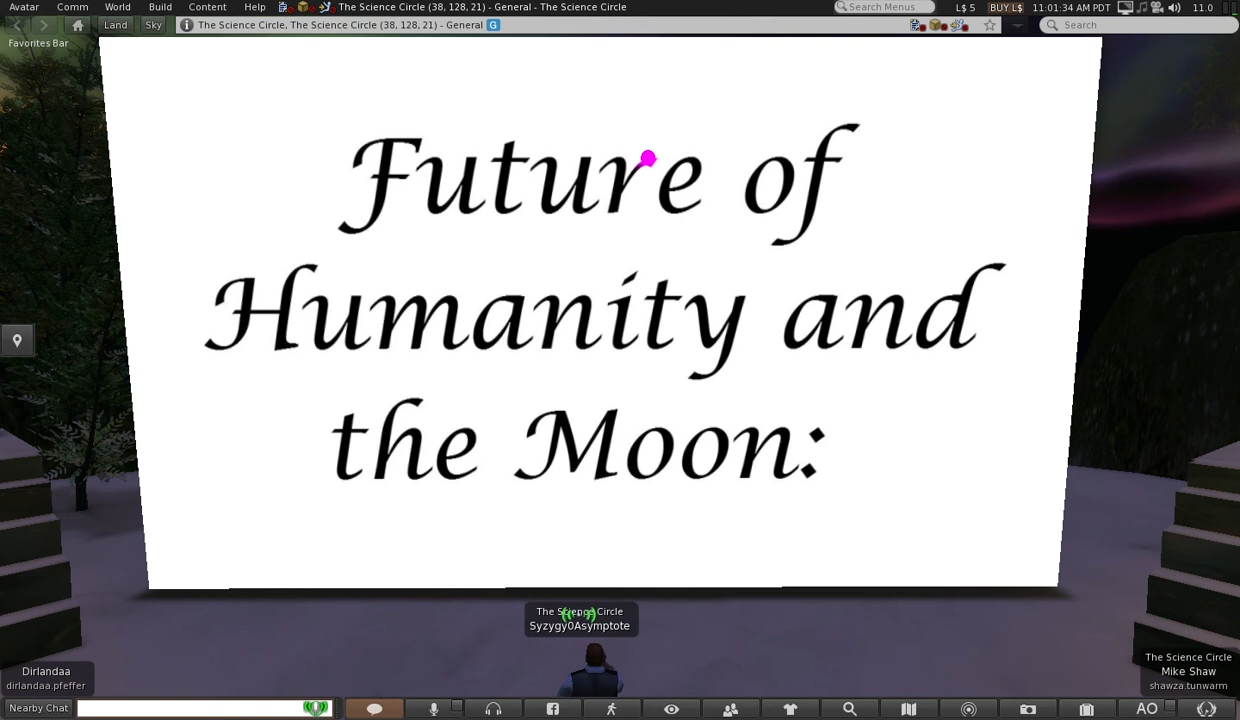 Avatar Comm World Build Content Help The Science Circle (38, 128, 21) - General - The Science Circle Search Menus L$ 5 BUY L$ 11:01:34 AM PDT 11.0
Land Sky The Science Circle, The Science Circle (38, 128, 21) - General G Search
Favorites Bar
Future of
Humanity and
the Moon:
The Science Circle
Syzygy0Asymptote
Dirlandaa
dirlandaa.pfeffer
The Science Circle
Mike Shaw
shawza.tunwarm
Nearby Chat AO